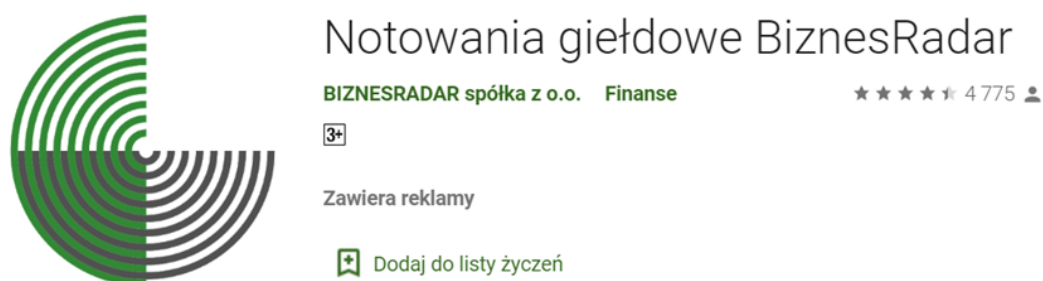 Notowania giełdowe BiznesRadar
BIZNESRADAR spółka z o.o. Finanse 4 775
3+
Zawiera reklamy
Dodaj do listy życzeń